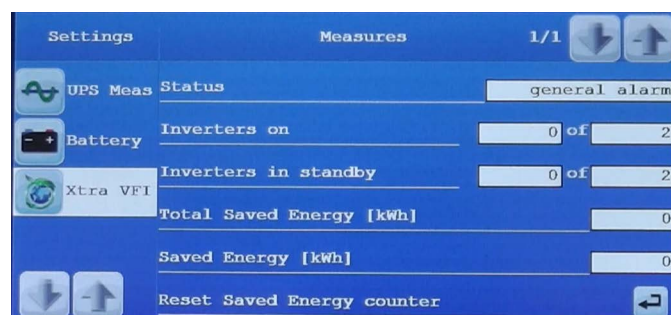 Settings Measures 1/1
UPS Meas Status general alarm
Battery Inverters on 0 of 2
Xtra VFI Inverters in standby 0 of 2
Total Saved Energy [kWh] 0
Saved Energy [kWh] 0
Reset Saved Energy counter